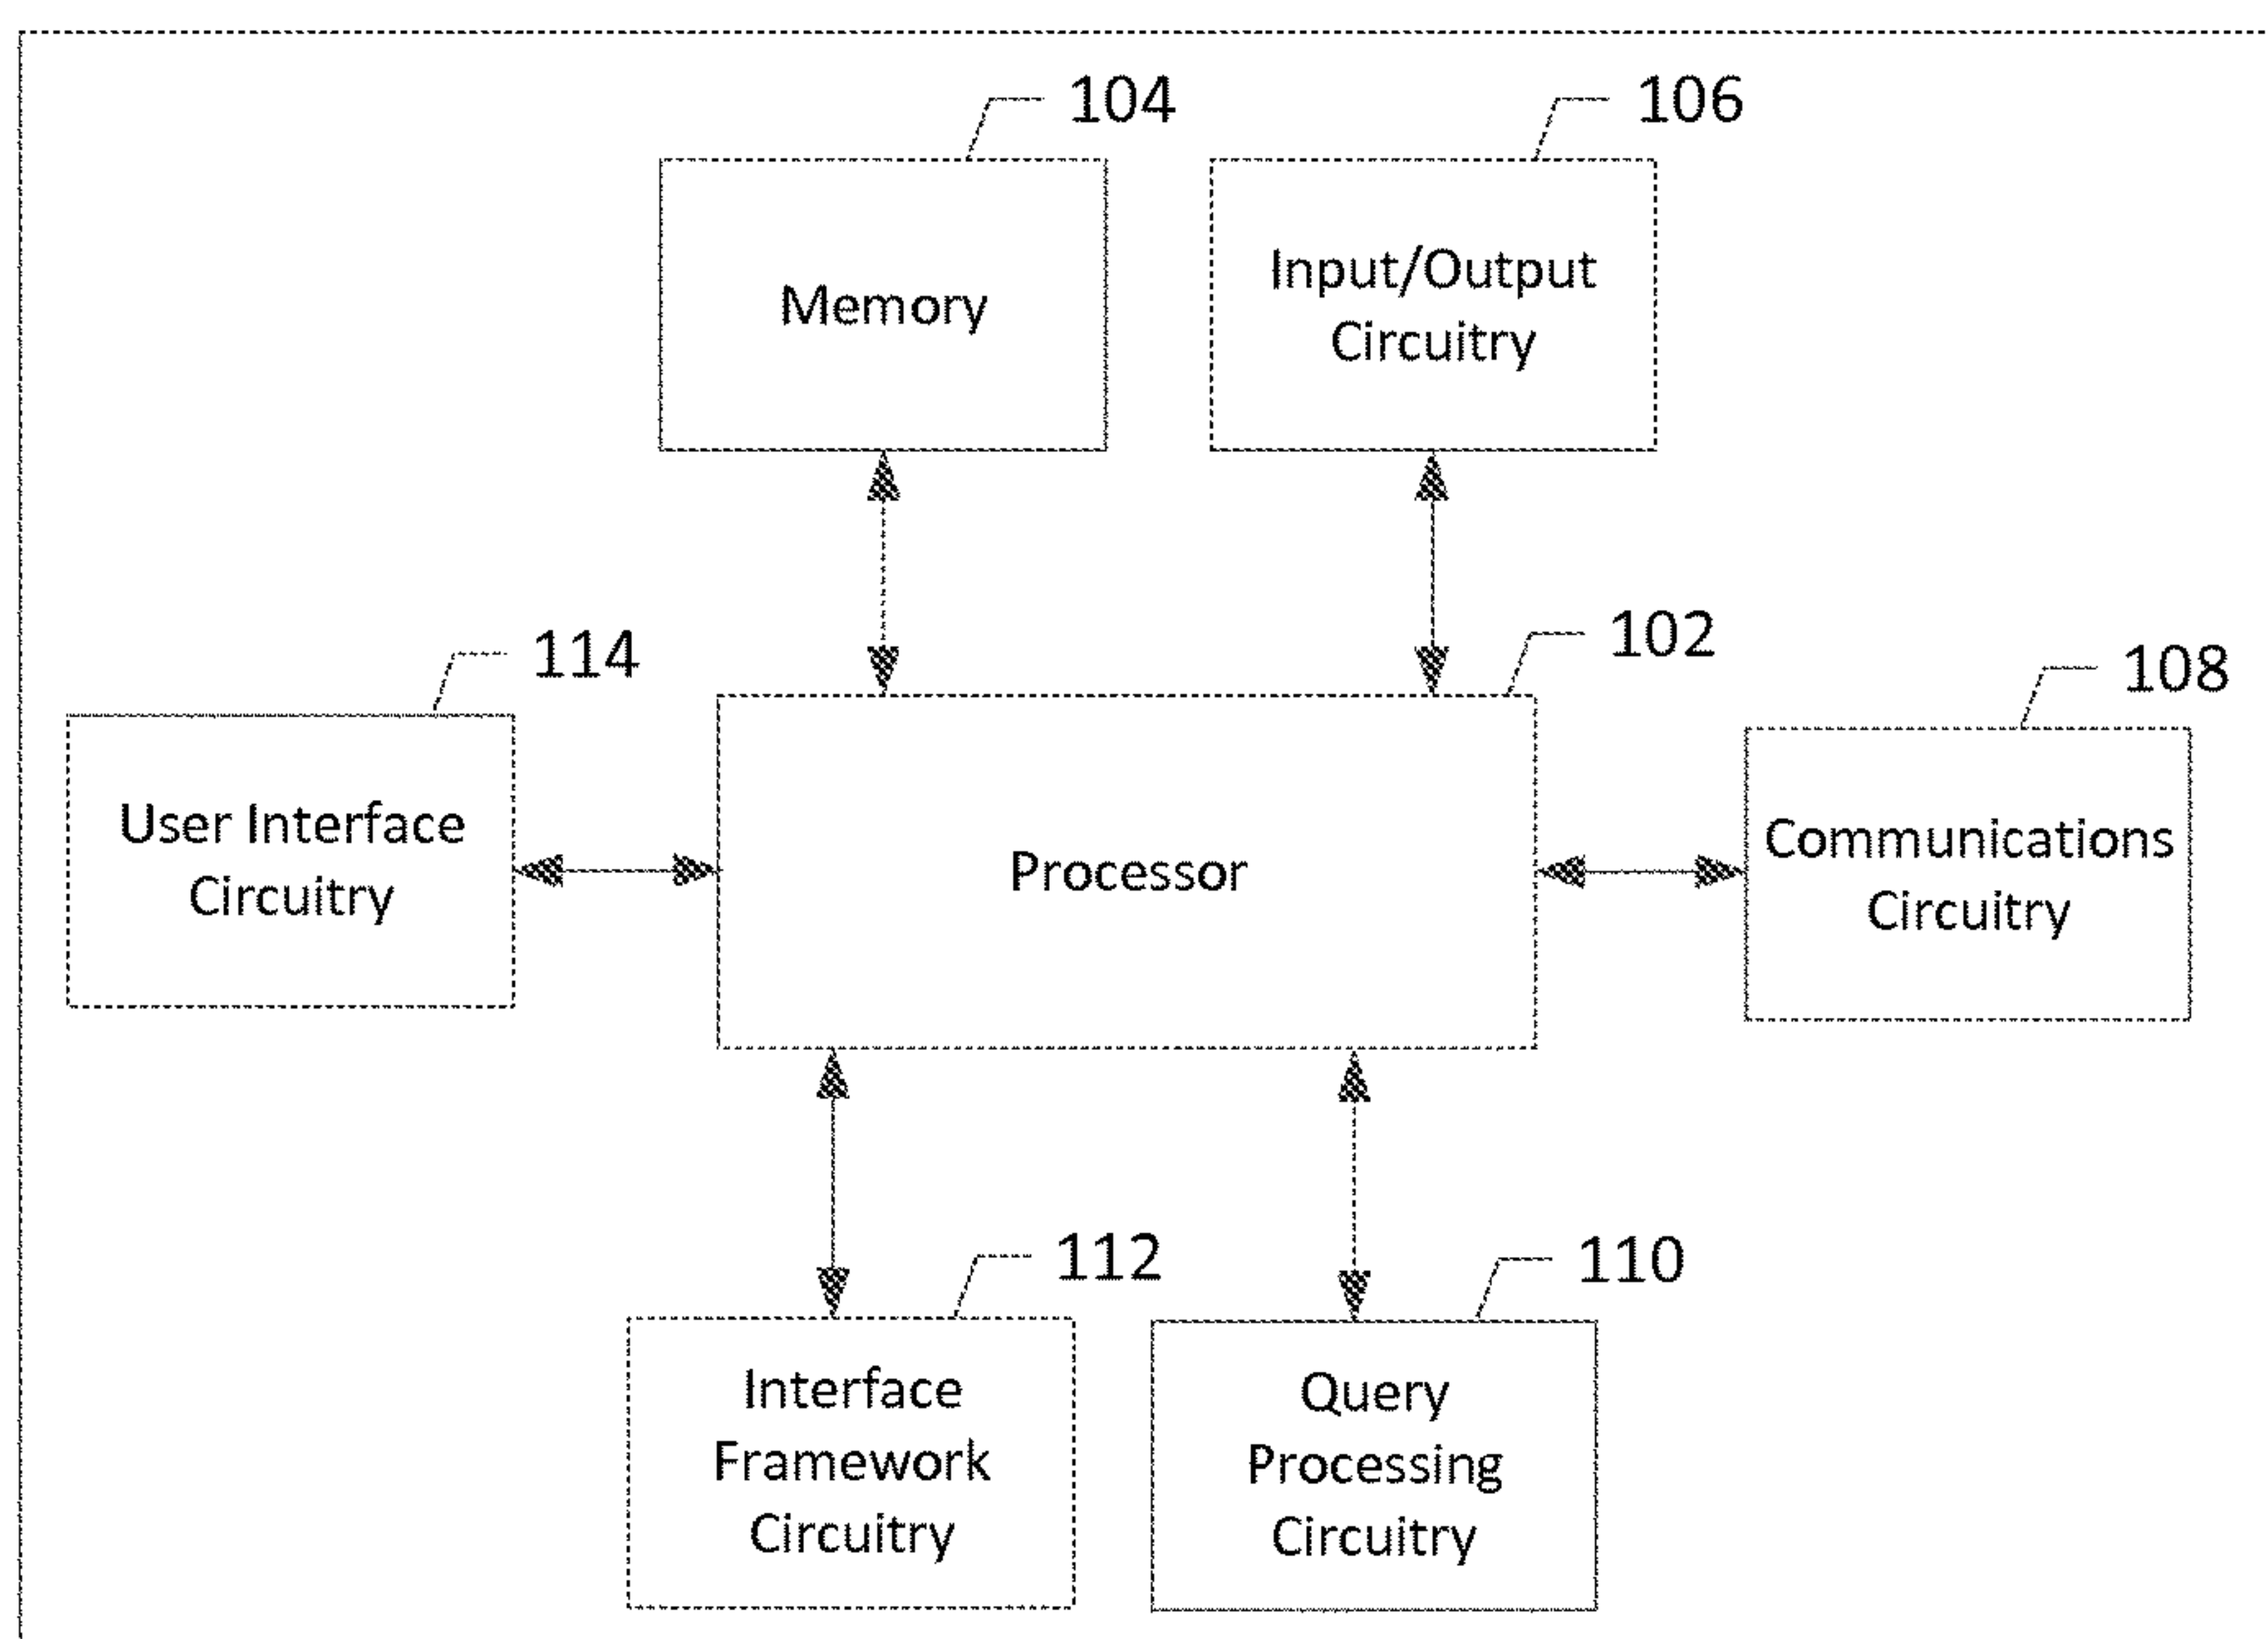 104
106
Memory
Input/Output
Circuitry
114
102
108
User Interface
Circuitry
Processor
Communications
Circuitry
112
110
Interface
Framework
Circuitry
Query
Processing
Circuitry